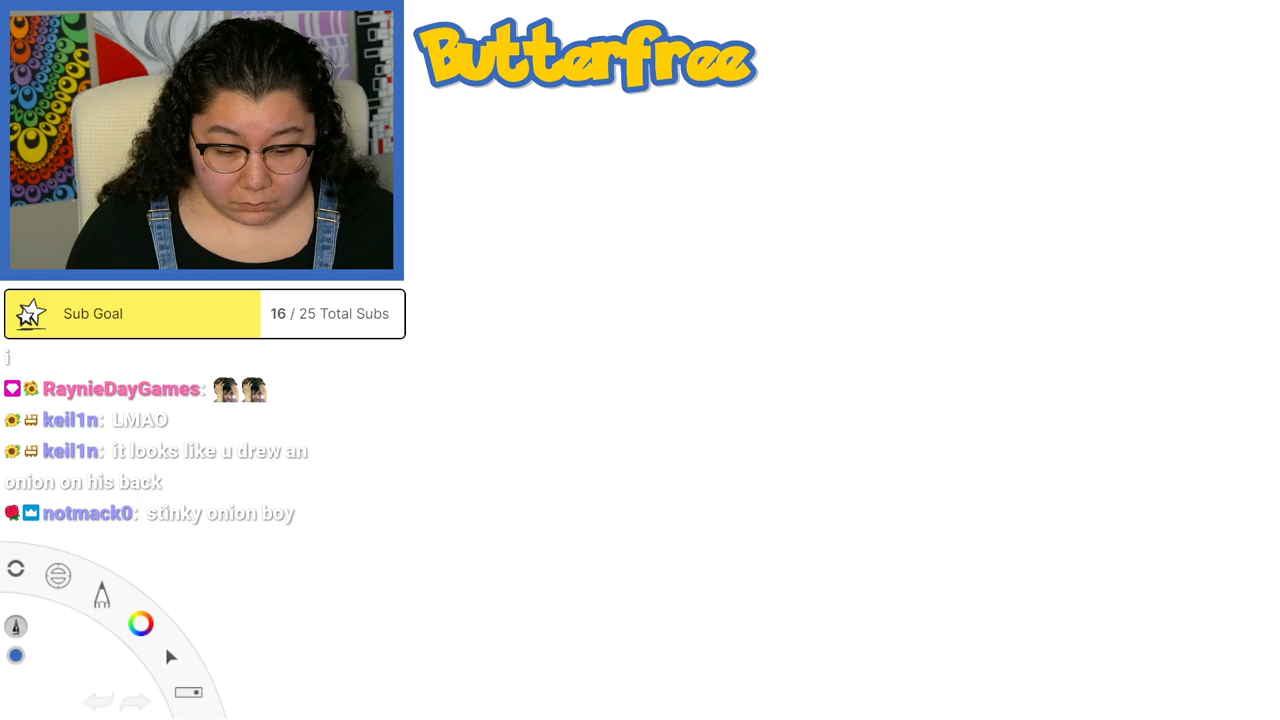 Butterfree
Sub Goal
16 / 25 Total Subs
i
RaynieDayGames:
keil1n: LMAO
keil1n: it looks like u drew an
onion on his back
notmack0: stinky onion boy